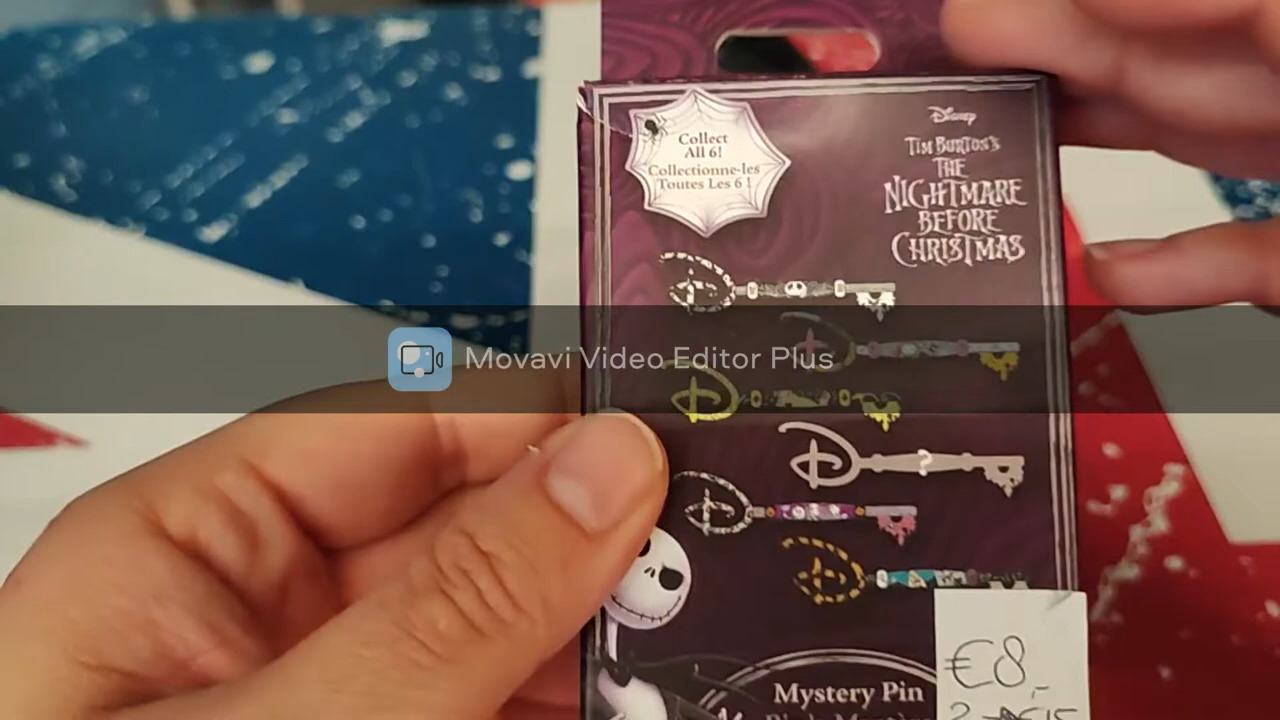 Collect
All 6!
Collectionne-les
Toutes Les 6 !
Disney
TIM BURTON'S
THE
NIGHTMARE
BEFORE
CHRISTMAS
Movavi Video Editor Plus
?
Mystery Pin
€8,-